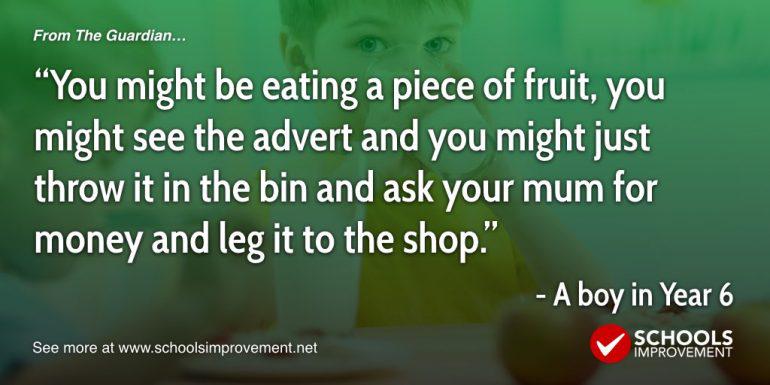 From The Guardian...
“You might be eating a piece of fruit, you
might see the advert and you might just
throw it in the bin and ask your mum for
money and leg it to the shop.”
- A boy in Year 6
See more at www.schoolsimprovement.net
SCHOOLS
IMPROVEMENT